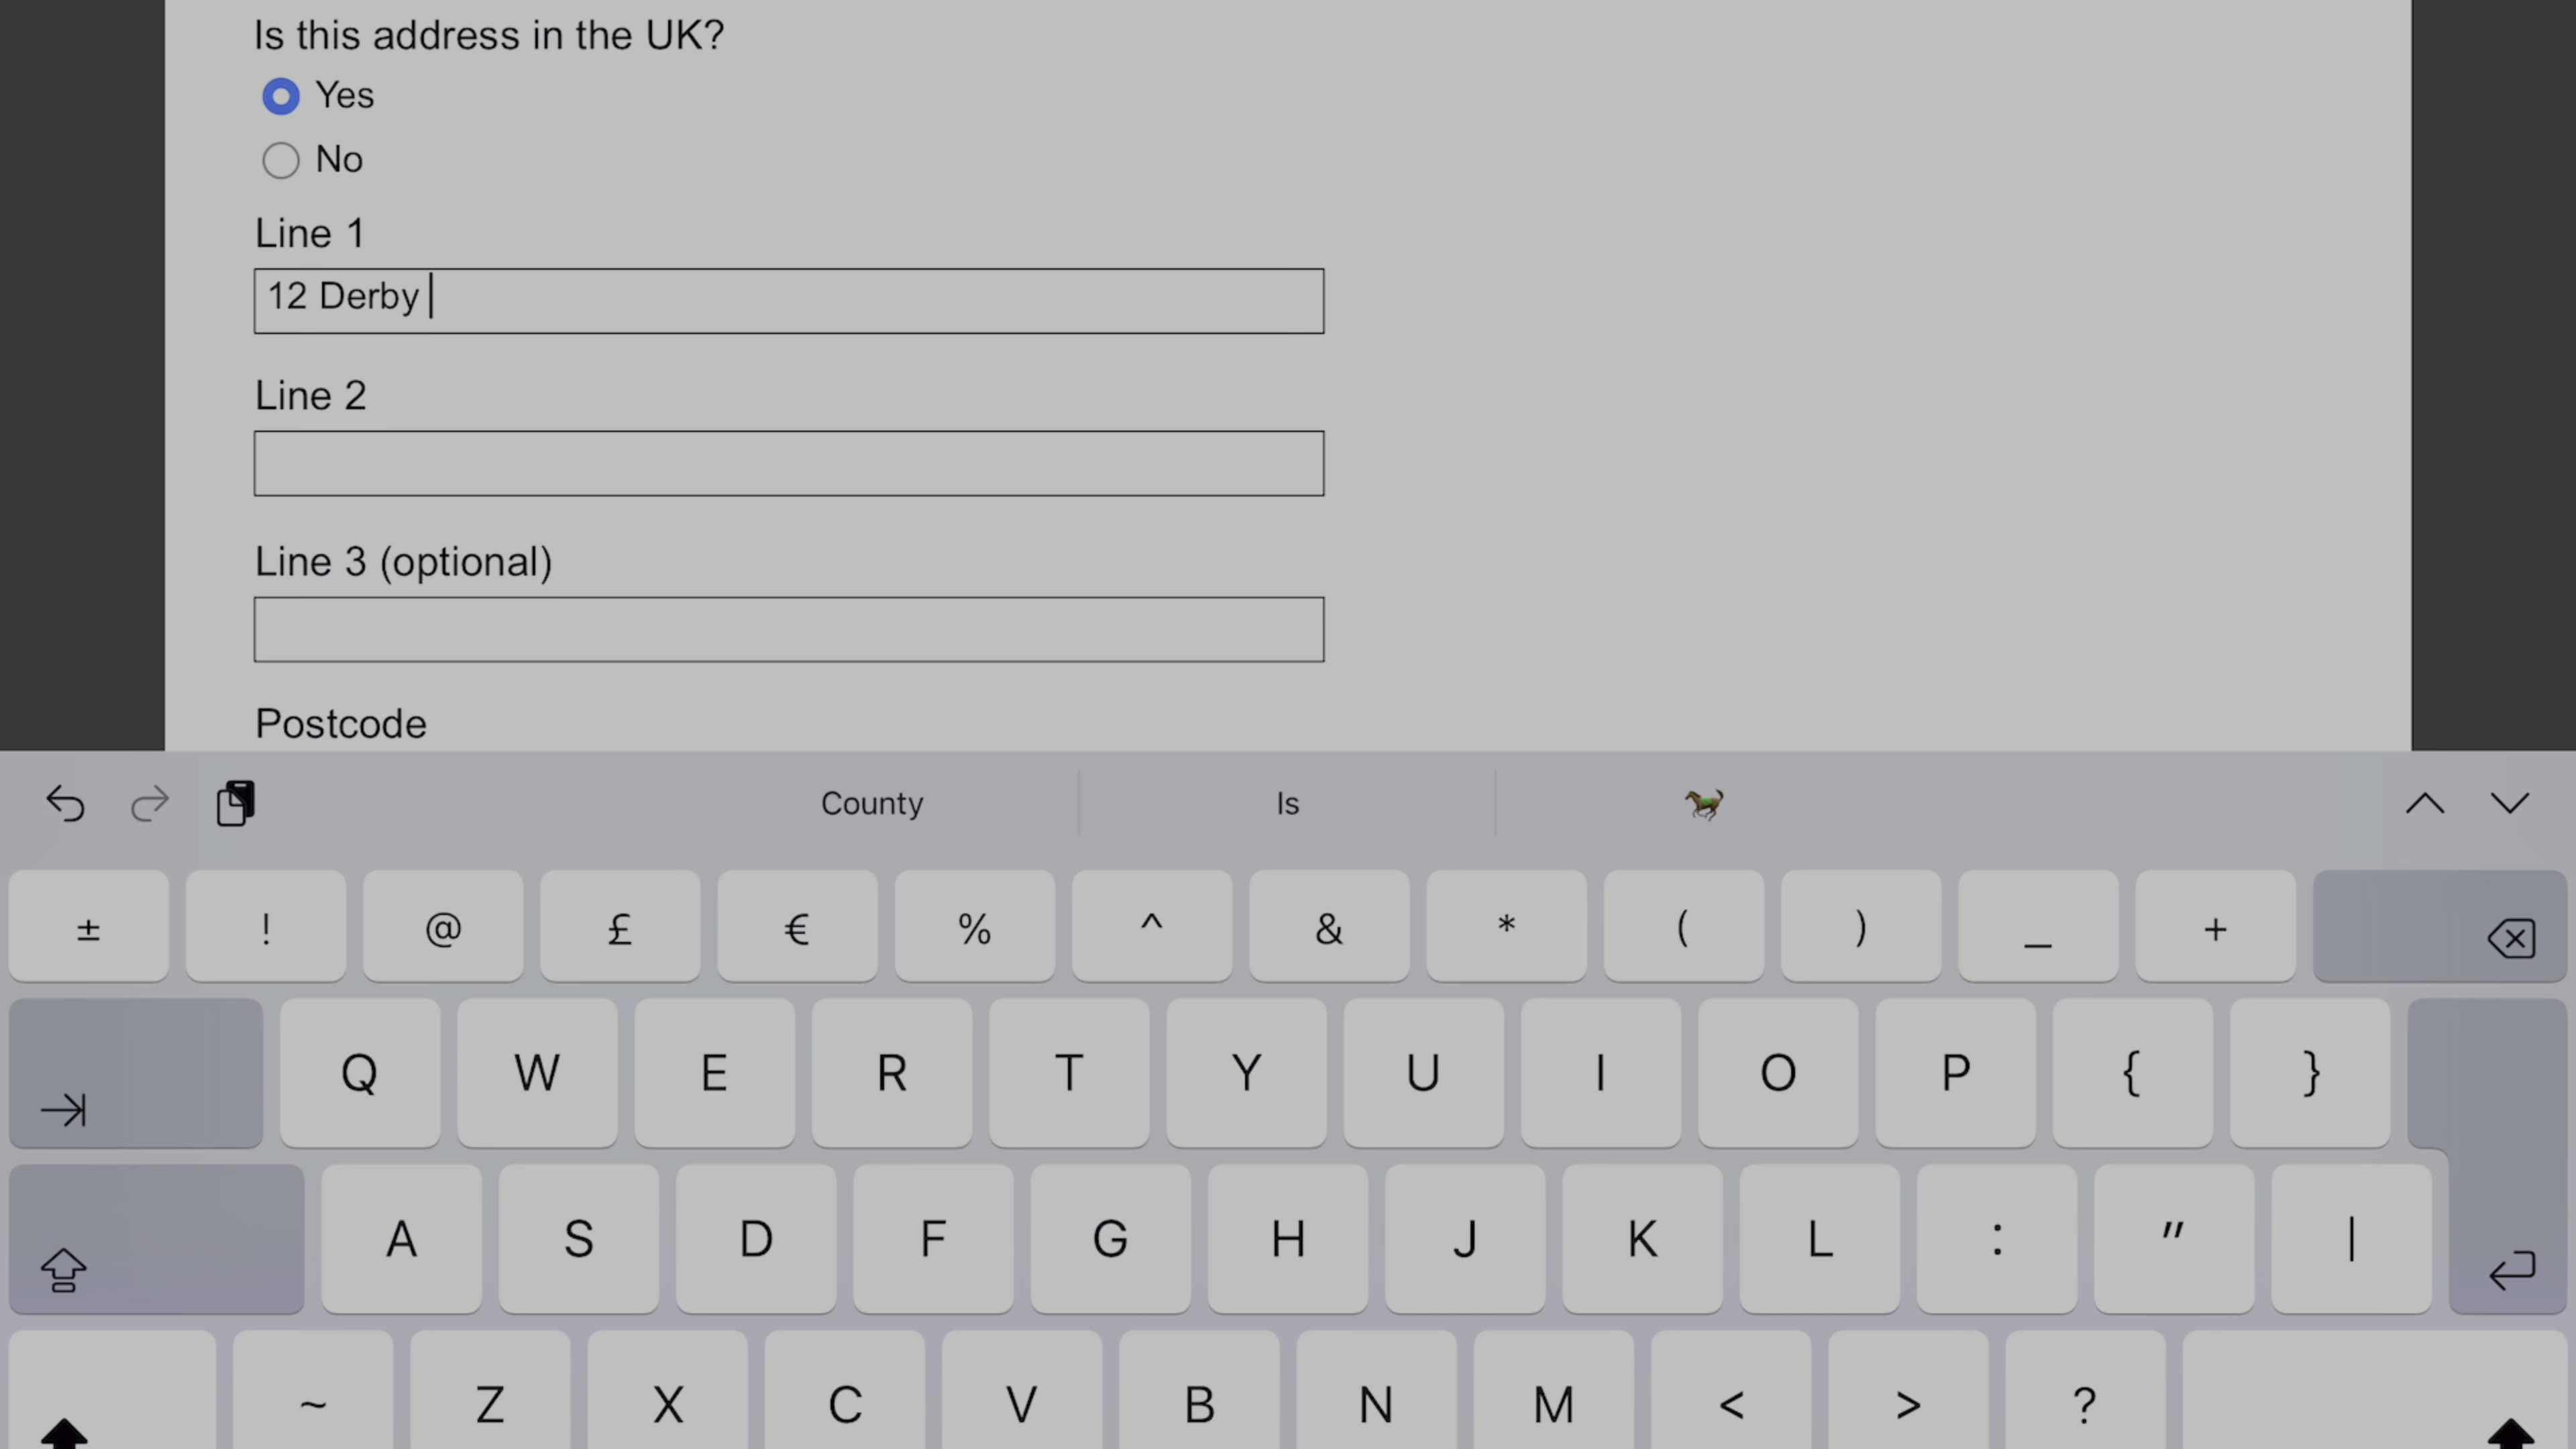 Is this address in the UK?
Yes
No
Line 1
12 Derby
Line 2
Line 3 (optional)
Postcode
County Is
± ! @ £ € % ^ & * ( ) _ +
Q W E R T Y U I O P { }
A S D F G H J K L : " |
~ Z X C V B N M < > ?